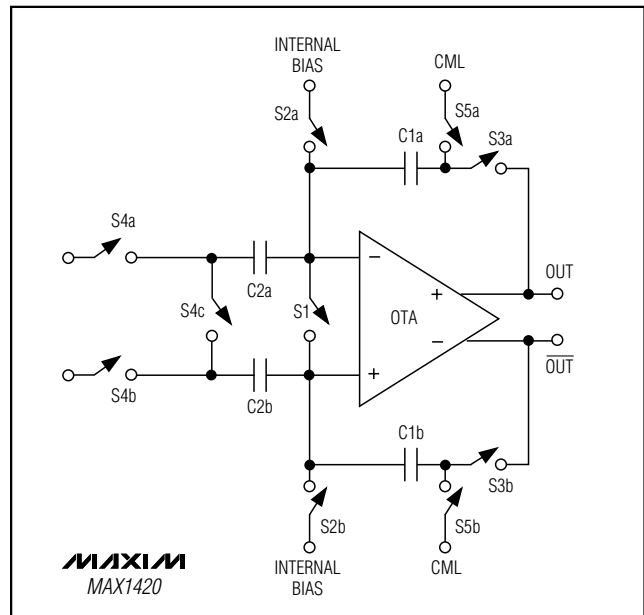 INTERNAL
BIAS
CML
S2a
S5a
C1a
S3a
S4a
C2a
S4c
S1
−
+
OTA
OUT
−
OUT
S4b
C2b
+
C1b
S3b
S2b
S5b
INTERNAL
BIAS
CML
MAXIM
MAX1420